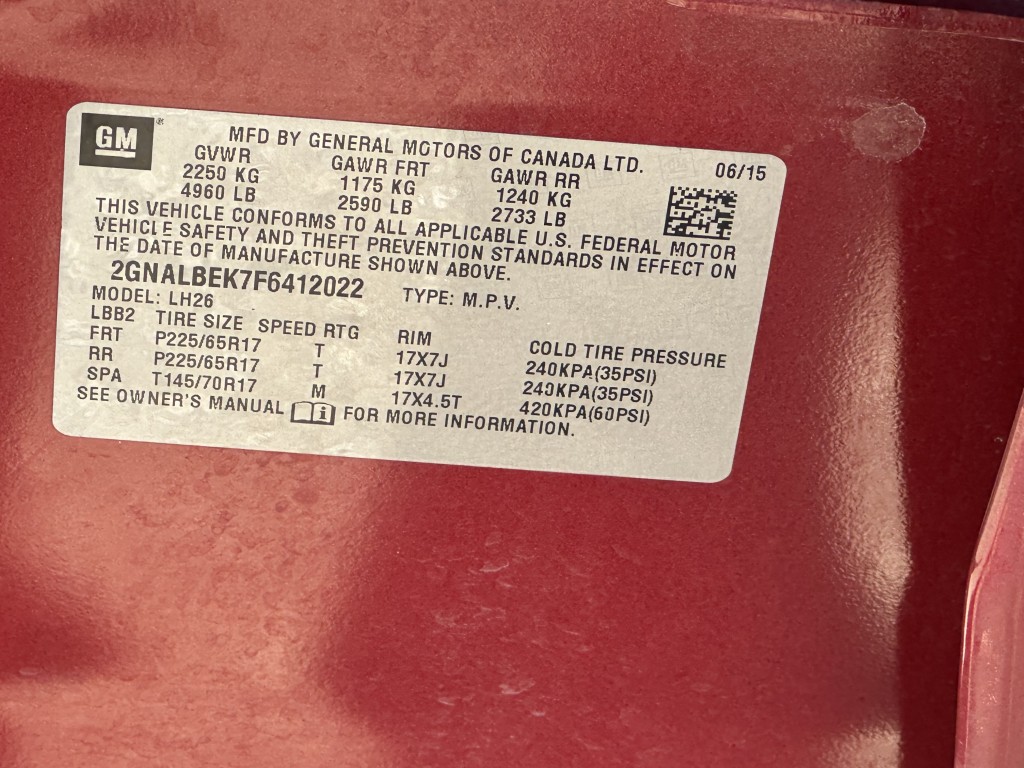 GM®
MFD BY GENERAL MOTORS OF CANADA LTD. 06/15
GVWR GAWR FRT GAWR RR
2250 KG 1175 KG 1240 KG
4960 LB 2590 LB 2733 LB
THIS VEHICLE CONFORMS TO ALL APPLICABLE U.S. FEDERAL MOTOR
VEHICLE SAFETY AND THEFT PREVENTION STANDARDS IN EFFECT ON
THE DATE OF MANUFACTURE SHOWN ABOVE.
2GNALBEK7F6412022 TYPE: M.P.V.
MODEL: LH26
LBB2 TIRE SIZE SPEED RTG RIM COLD TIRE PRESSURE
FRT P225/65R17 T 17X7J 240KPA(35PSI)
RR P225/65R17 T 17X7J 240KPA(35PSI)
SPA T145/70R17 M 17X4.5T 420KPA(60PSI)
SEE OWNER'S MANUAL FOR MORE INFORMATION.